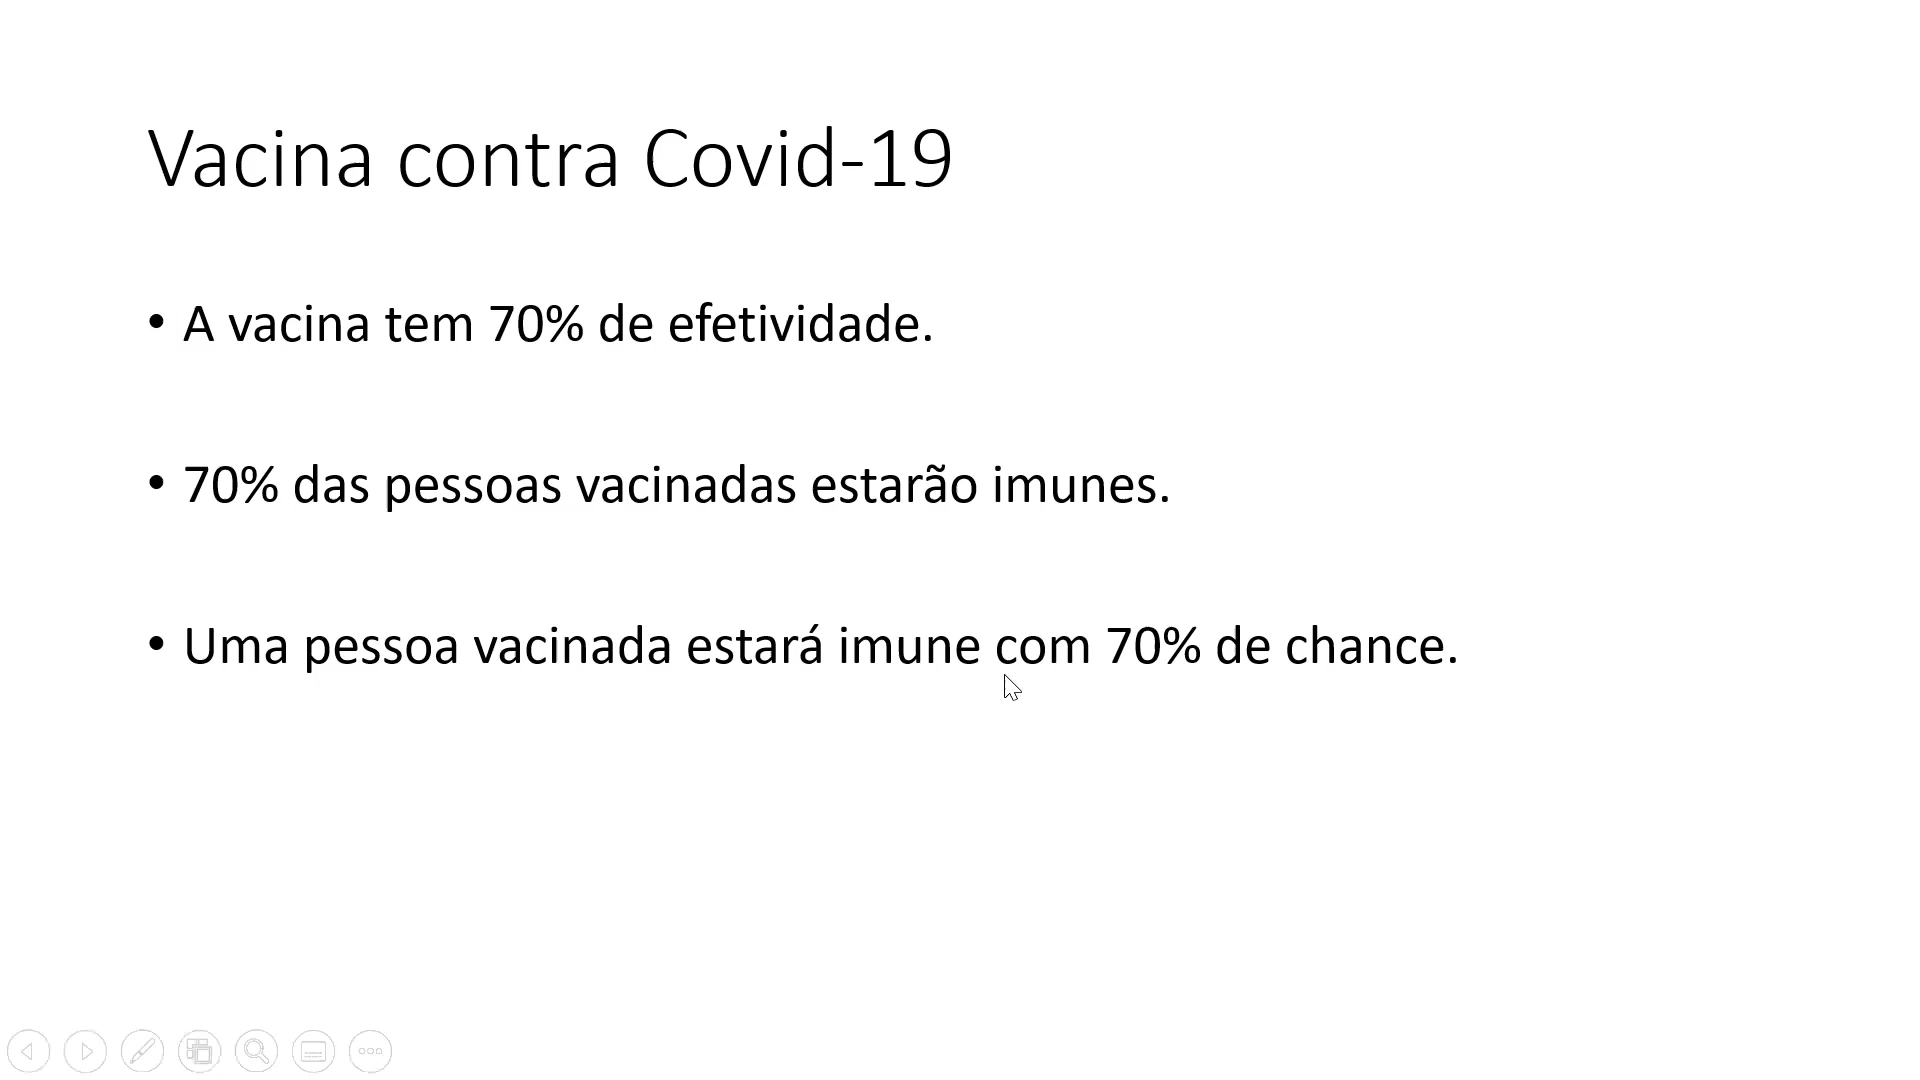 Vacina contra Covid-19
• A vacina tem 70% de efetividade.
• 70% das pessoas vacinadas estarão imunes.
• Uma pessoa vacinada estará imune com 70% de chance.